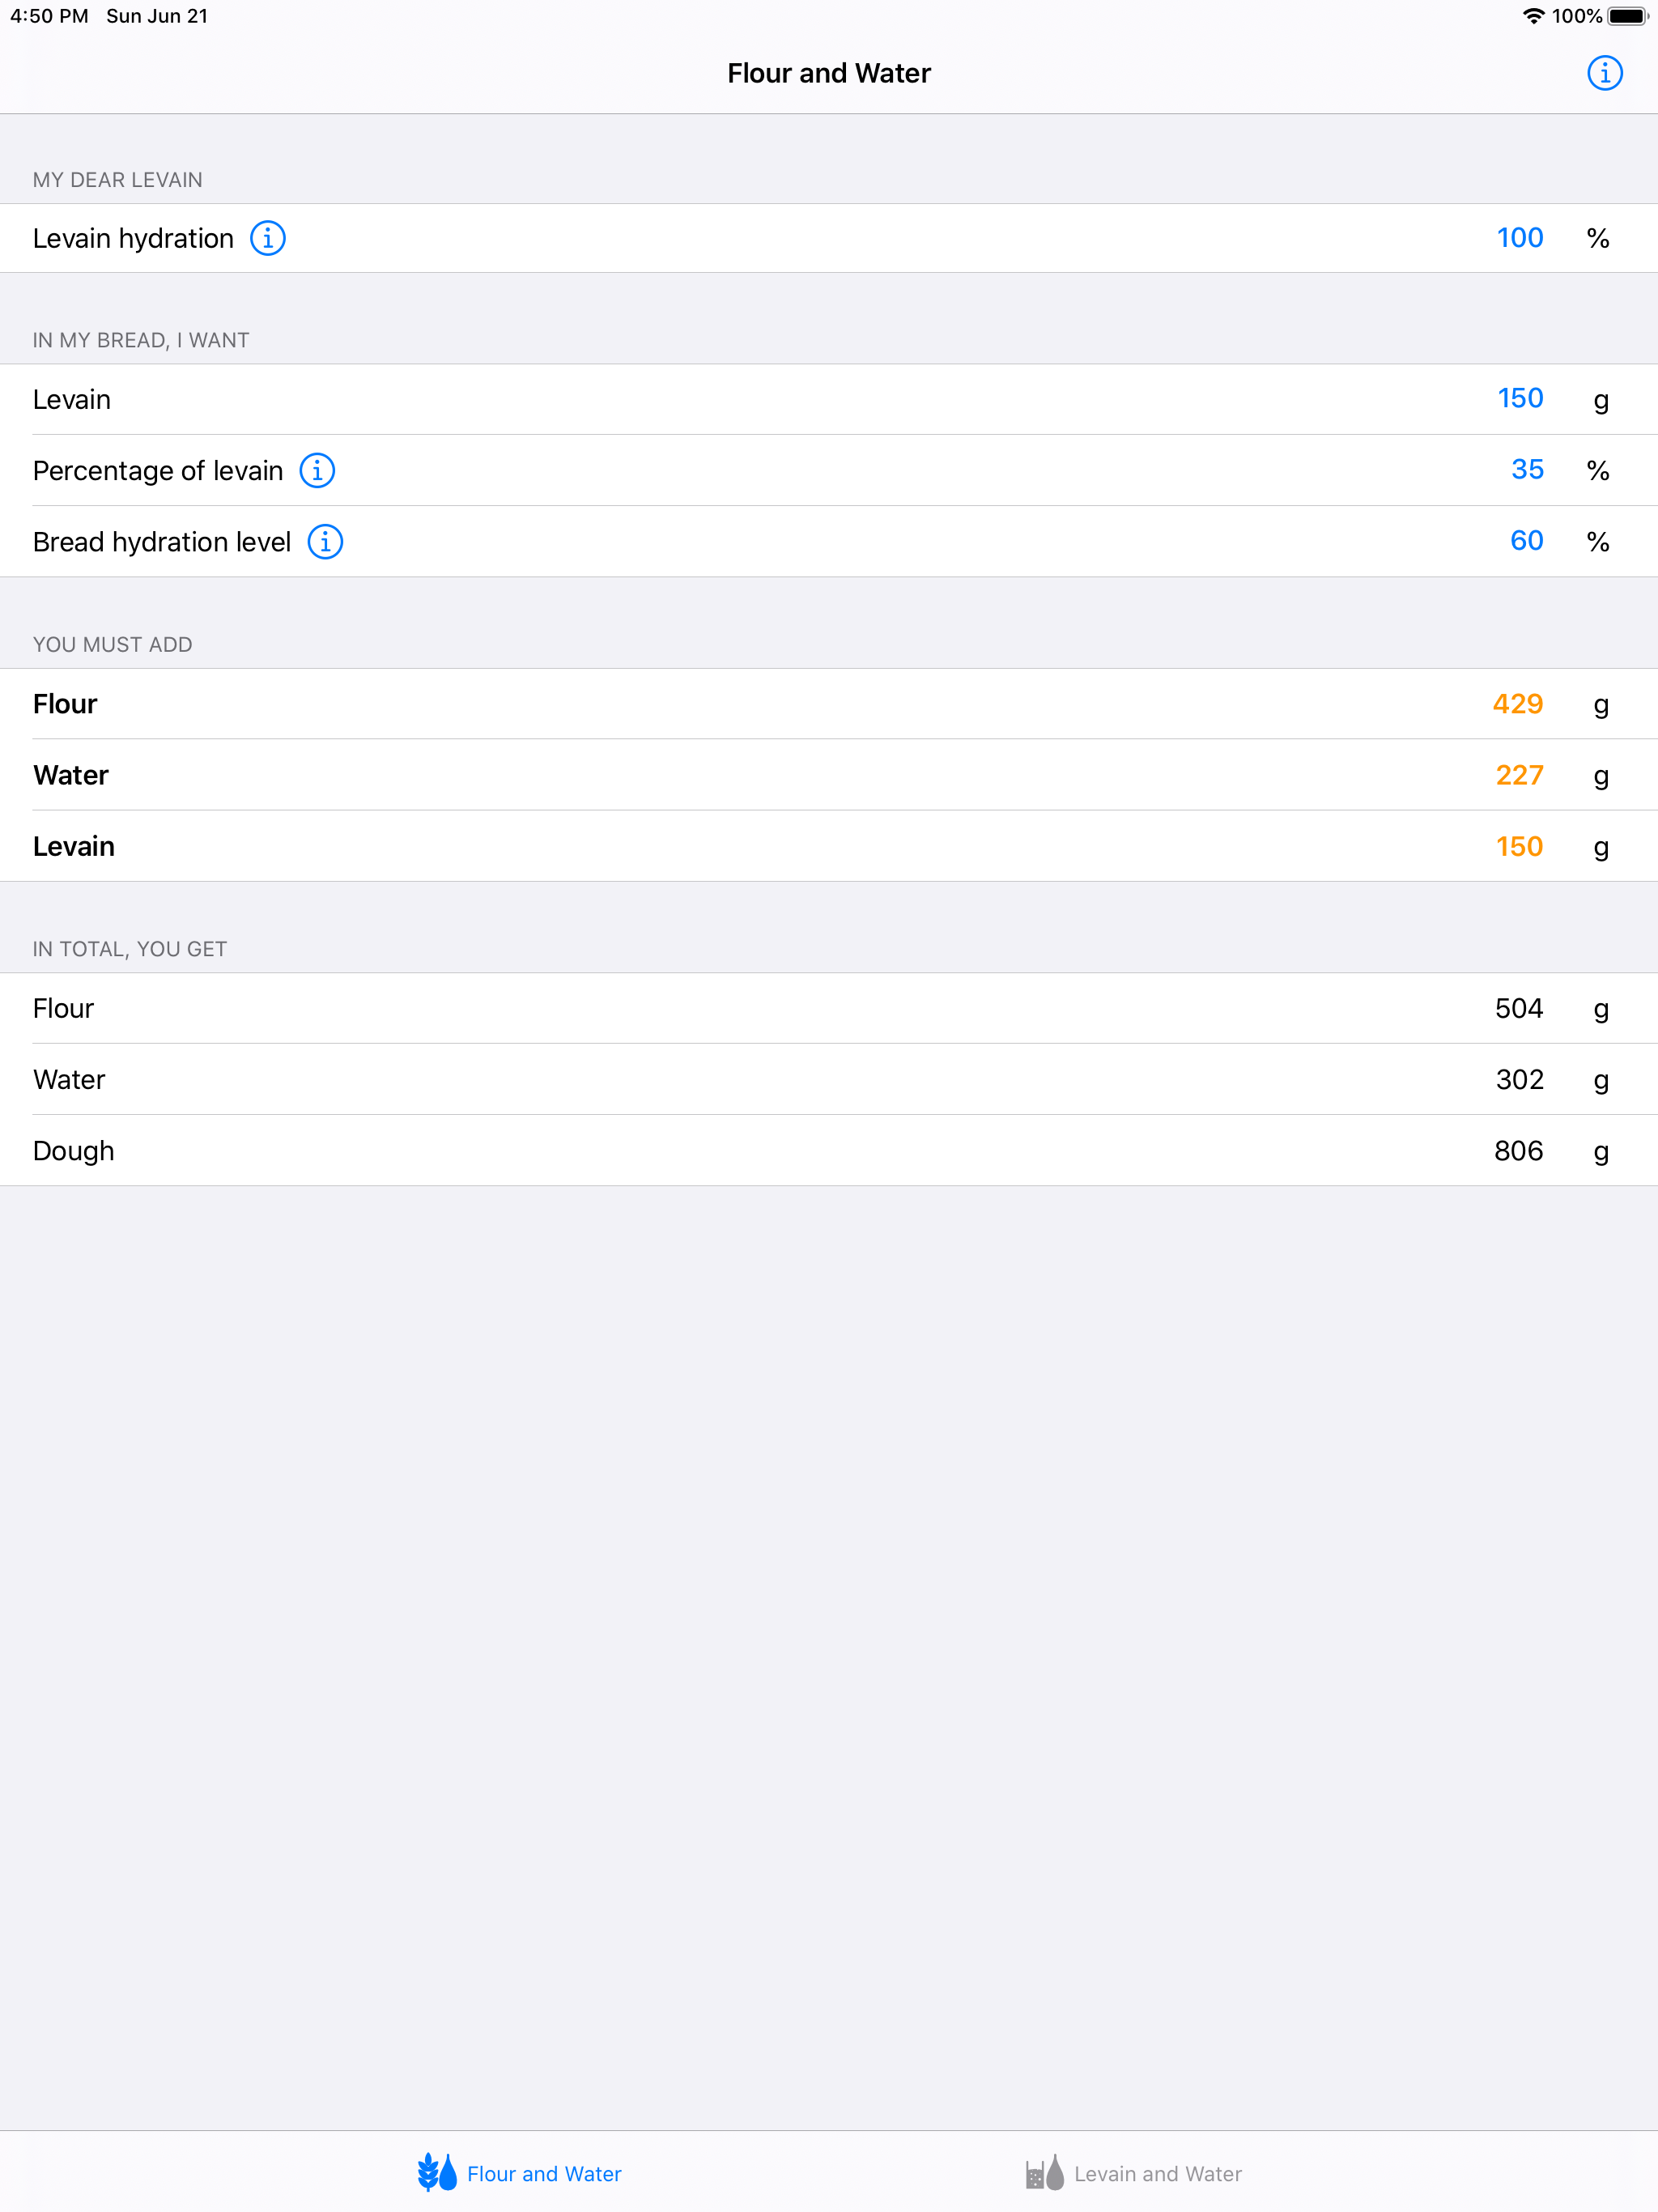 4:50 PM Sun Jun 21 100%
Flour and Water
MY DEAR LEVAIN
Levain hydration 100 %
IN MY BREAD, I WANT
Levain 150 g
Percentage of levain 35 %
Bread hydration level 60 %
YOU MUST ADD
Flour 429 g
Water 227 g
Levain 150 g
IN TOTAL, YOU GET
Flour 504 g
Water 302 g
Dough 806 g
Flour and Water Levain and Water